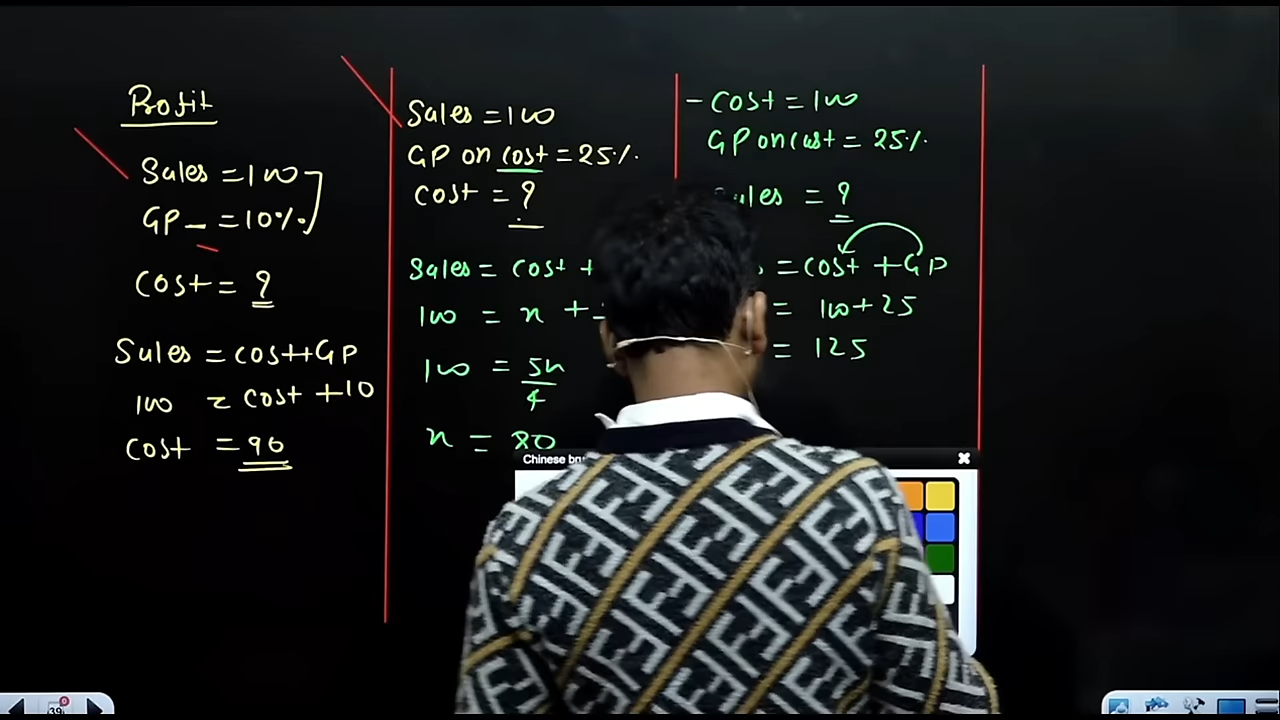 Profit
Sales = 100
GP = 10%
Cost = ?
Sales = cost + GP
100 = cost + 10
Cost = 90
Sales = 100
GP on cost = 25%
Cost = ?
Sales = cost +
100 = x +
100 = 5x/4
x = 80
- Cost = 100
GP on cost = 25%
= ?
= cost + GP
= 100 + 25
= 125
Chinese
39